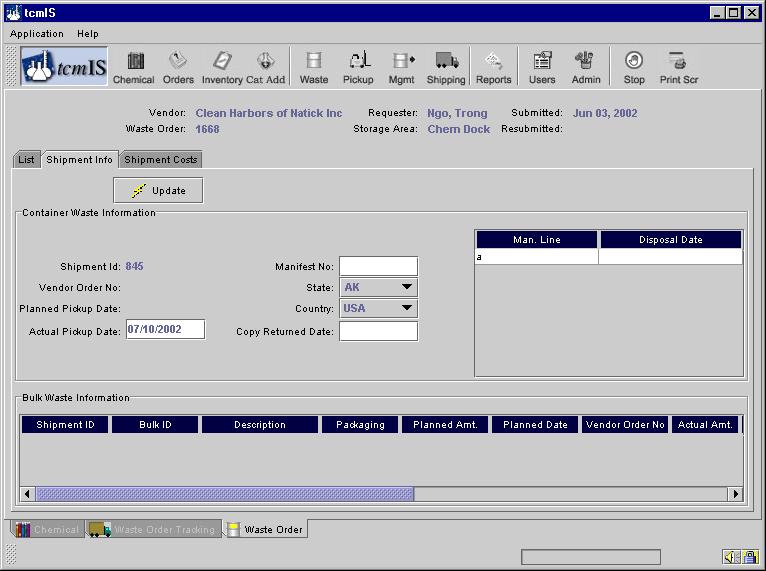 tcmIS
Application Help
tcmIS Chemical Orders Inventory Cat Add Waste Pickup Mgmt Shipping Reports Users Admin Stop Print Scr
Vendor: Clean Harbors of Natick Inc Requester: Ngo, Trong Submitted: Jun 03, 2002
Waste Order: 1668 Storage Area: Chem Dock Resubmitted:
List Shipment Info Shipment Costs
Update
Container Waste Information
Man. Line Disposal Date
a
Shipment Id: 845 Manifest No:
Vendor Order No: State: AK
Planned Pickup Date: Country: USA
Actual Pickup Date: 07/10/2002 Copy Returned Date:
Bulk Waste Information
Shipment ID Bulk ID Description Packaging Planned Amt. Planned Date Vendor Order No Actual Amt.
Chemical Waste Order Tracking Waste Order